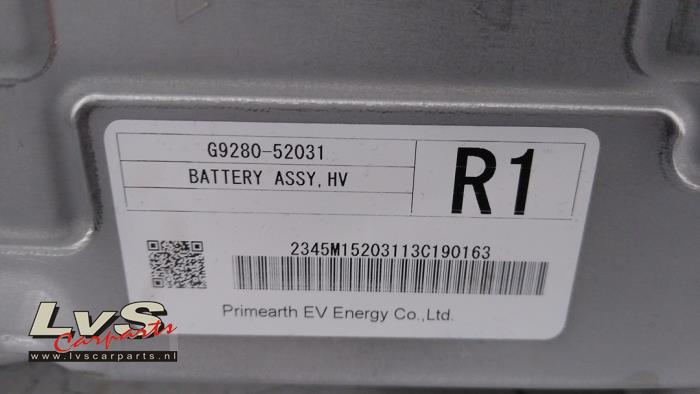 G9280-52031
BATTERY ASSY, HV
R1
2345M15203113C190163
Primearth EV Energy Co.,Ltd.
LvS
Carparts
www.lvscarparts.nl